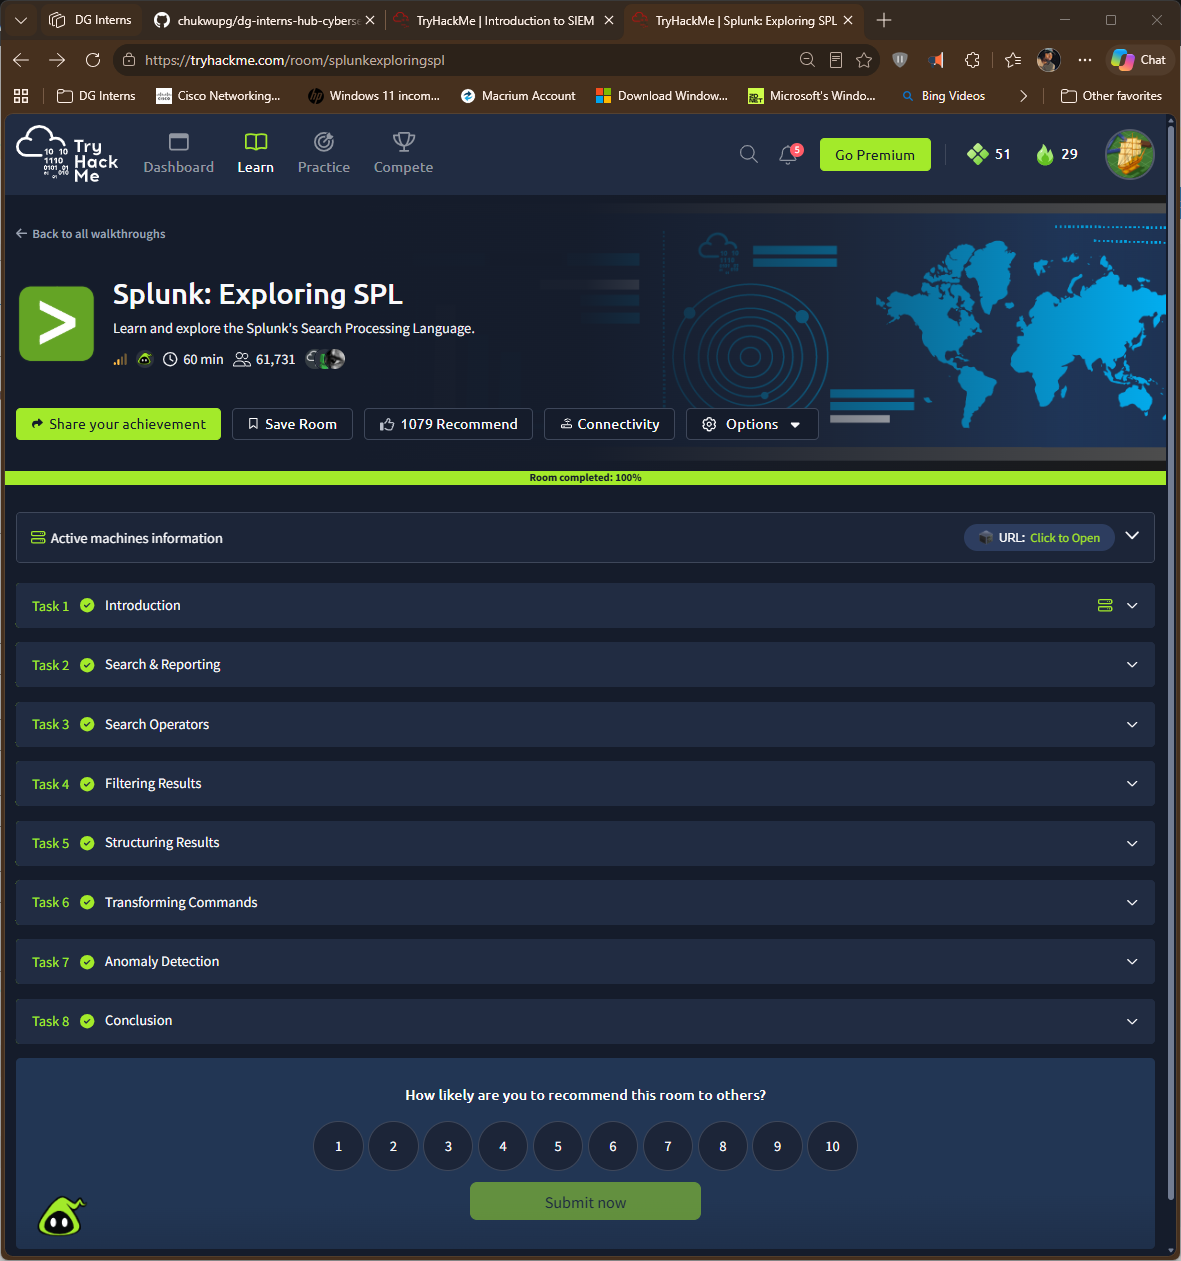 DG Interns
chukwupg/dg-interns-hub-cyberse
TryHackMe | Introduction to SIEM
TryHackMe | Splunk: Exploring SPL
https://tryhackme.com/room/splunkexploringspl
Chat
DG Interns
Cisco Networking...
Windows 11 incom...
Macrium Account
Download Window...
Microsoft's Windo...
Bing Videos
Other favorites
Try
Hack
Me
Dashboard
Learn
Practice
Compete
5
Go Premium
51
29
Back to all walkthroughs
Splunk: Exploring SPL
Learn and explore the Splunk's Search Processing Language.
60 min
61,731
Share your achievement
Save Room
1079 Recommend
Connectivity
Options
Room completed: 100%
Active machines information
URL: Click to Open
Task 1 Introduction
Task 2 Search & Reporting
Task 3 Search Operators
Task 4 Filtering Results
Task 5 Structuring Results
Task 6 Transforming Commands
Task 7 Anomaly Detection
Task 8 Conclusion
How likely are you to recommend this room to others?
1 2 3 4 5 6 7 8 9 10
Submit now